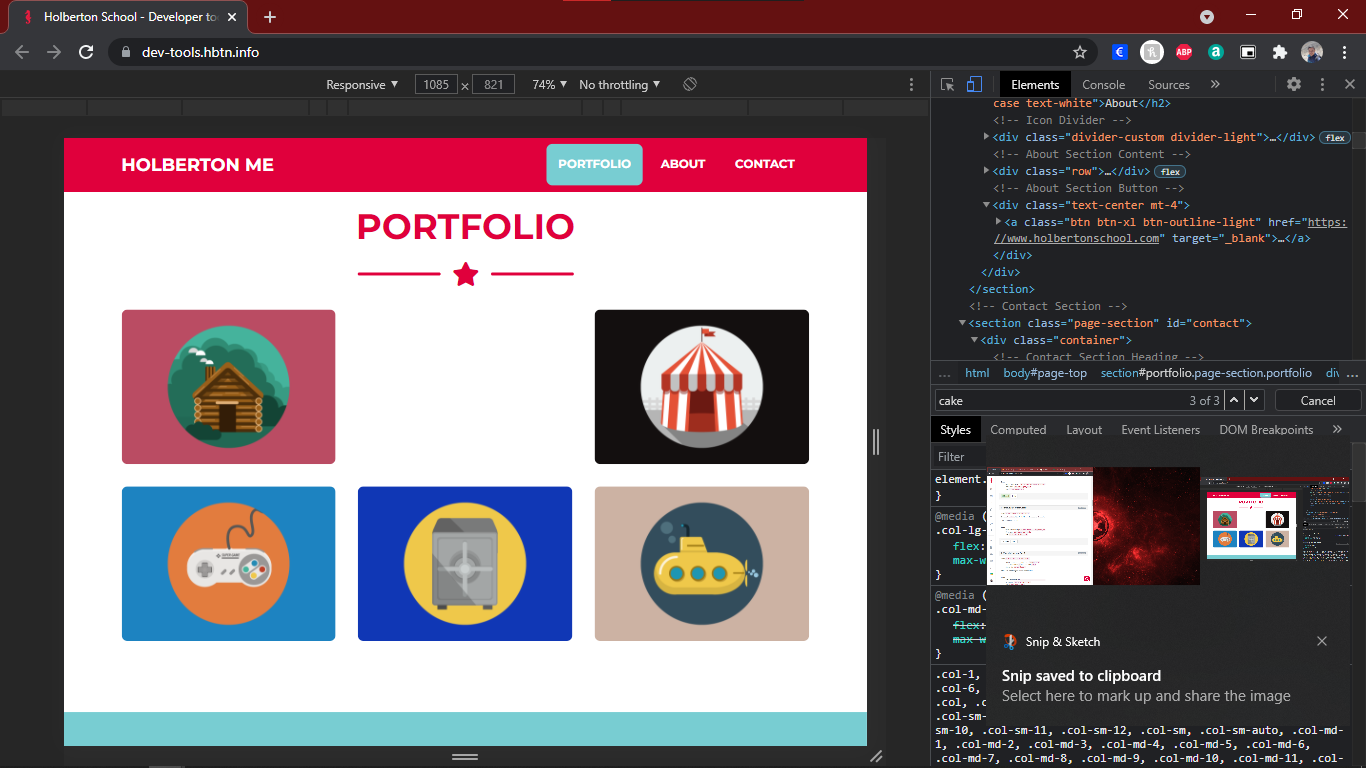 Holberton School - Developer to
dev-tools.hbtn.info
ABP
Responsive
1085 × 821
74%
No throttling
Elements
Console
Sources
HOLBERTON ME
PORTFOLIO
ABOUT
CONTACT
PORTFOLIO
case text-white">About</h2>
<!-- Icon Divider -->
<div class="divider-custom divider-light">…</div> flex
<!-- About Section Content -->
<div class="row">…</div> flex
<!-- About Section Button -->
<div class="text-center mt-4">
<a class="btn btn-xl btn-outline-light" href="https:
//www.holbertonschool.com" target="_blank">…</a>
</div>
</div>
</section>
<!-- Contact Section -->
<section class="page-section" id="contact">
<div class="container">
<!-- Contact Section Heading -->
... html body#page-top section#portfolio.page-section.portfolio div ...
cake
3 of 3
Cancel
Styles
Computed
Layout
Event Listeners
DOM Breakpoints
Filter
element.
}
@media (
.col-lg-
flex:
max-w
}
@media (
.col-md-
flex:
max-w
}
.col-1,
.col-6,
.col, .c
.col-sm-
sm-10, .col-sm-11, .col-sm-12, .col-sm, .col-sm-auto, .col-md-
1, .col-md-2, .col-md-3, .col-md-4, .col-md-5, .col-md-6,
.col-md-7, .col-md-8, .col-md-9, .col-md-10, .col-md-11, .col-
Snip & Sketch
Snip saved to clipboard
Select here to mark up and share the image